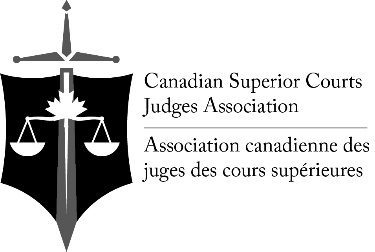 Canadian Superior Courts
Judges Association
Association canadienne des
juges des cours supérieures